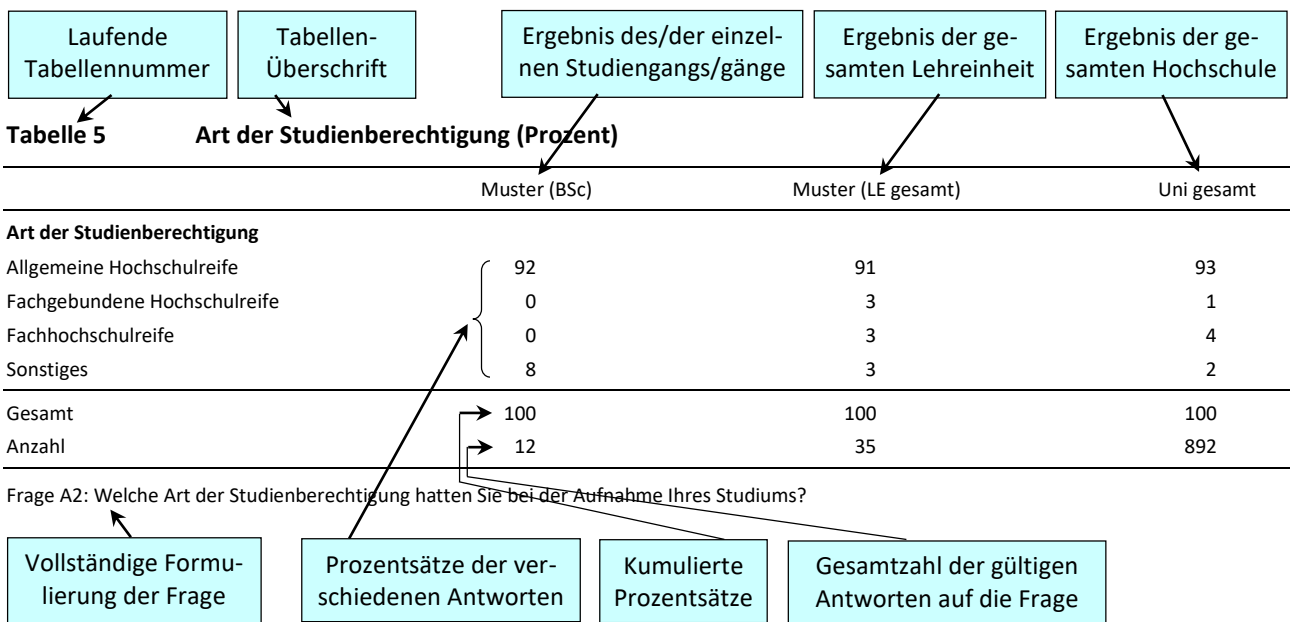 Laufende
Tabellennummer
Tabellen-
Überschrift
Ergebnis des/der einzel-
nen Studiengangs/gänge
Ergebnis der ge-
samten Lehreinheit
Ergebnis der ge-
samten Hochschule
Tabelle 5 Art der Studienberechtigung (Prozent)
Muster (BSc) Muster (LE gesamt) Uni gesamt
Art der Studienberechtigung
Allgemeine Hochschulreife 92 91 93
Fachgebundene Hochschulreife 0 3 1
Fachhochschulreife 0 3 4
Sonstiges 8 3 2
Gesamt 100 100 100
Anzahl 12 35 892
Frage A2: Welche Art der Studienberechtigung hatten Sie bei der Aufnahme Ihres Studiums?
Vollständige Formu-
lierung der Frage
Prozentsätze der ver-
schiedenen Antworten
Kumulierte
Prozentsätze
Gesamtzahl der gültigen
Antworten auf die Frage